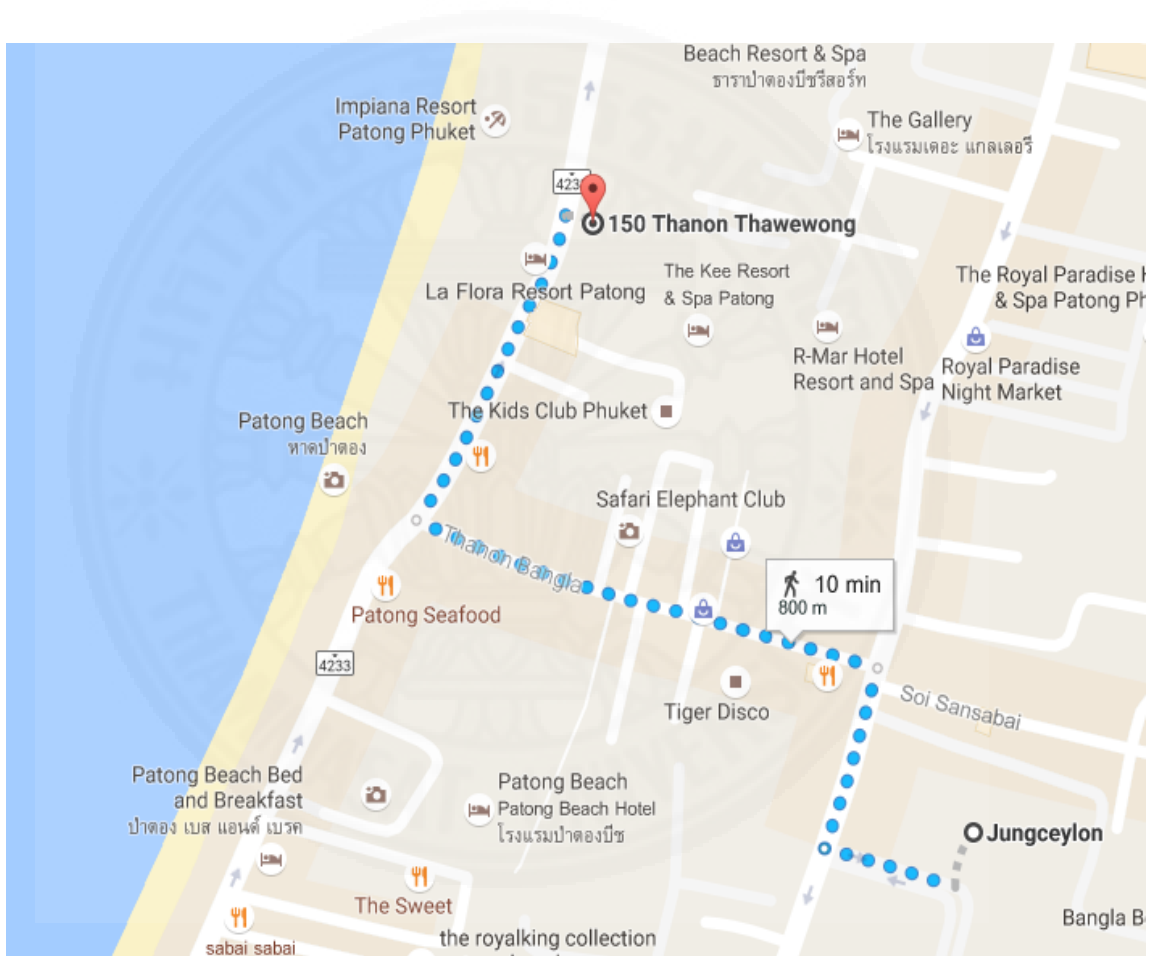 Beach Resort & Spa
ธาราป่าตองบีชรีสอร์ท
Impiana Resort
Patong Phuket
The Gallery
โรงแรมเดอะ แกลเลอรี่
423
150 Thanon Thawewong
The Kee Resort
& Spa Patong
The Royal Paradise H
& Spa Patong Ph
La Flora Resort Patong
R-Mar Hotel
Resort and Spa
Royal Paradise
Night Market
The Kids Club Phuket
Patong Beach
หาดป่าตอง
Safari Elephant Club
Thanon Bangla
10 min
800 m
Patong Seafood
4233
Tiger Disco
Soi Sansabai
Patong Beach Bed
and Breakfast
ป่าตอง เบส แอนด์ เบรค
Patong Beach
Patong Beach Hotel
โรงแรมป่าตองบีช
Jungceylon
The Sweet
Bangla B
sabai sabai
the royalking collection